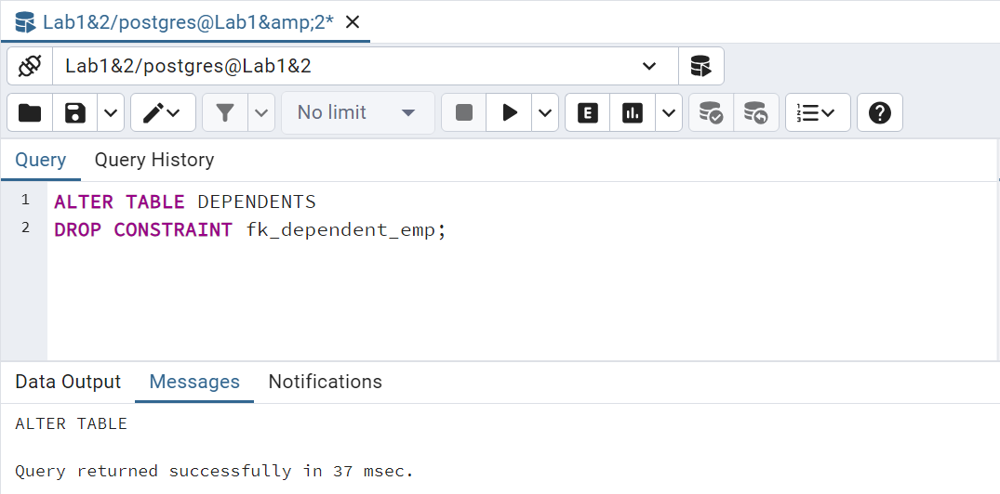 Lab1&2/postgres@Lab1&amp;2*
Lab1&2/postgres@Lab1&2
No limit
E
Query Query History
1 ALTER TABLE DEPENDENTS
2 DROP CONSTRAINT fk_dependent_emp;
Data Output Messages Notifications
ALTER TABLE
Query returned successfully in 37 msec.